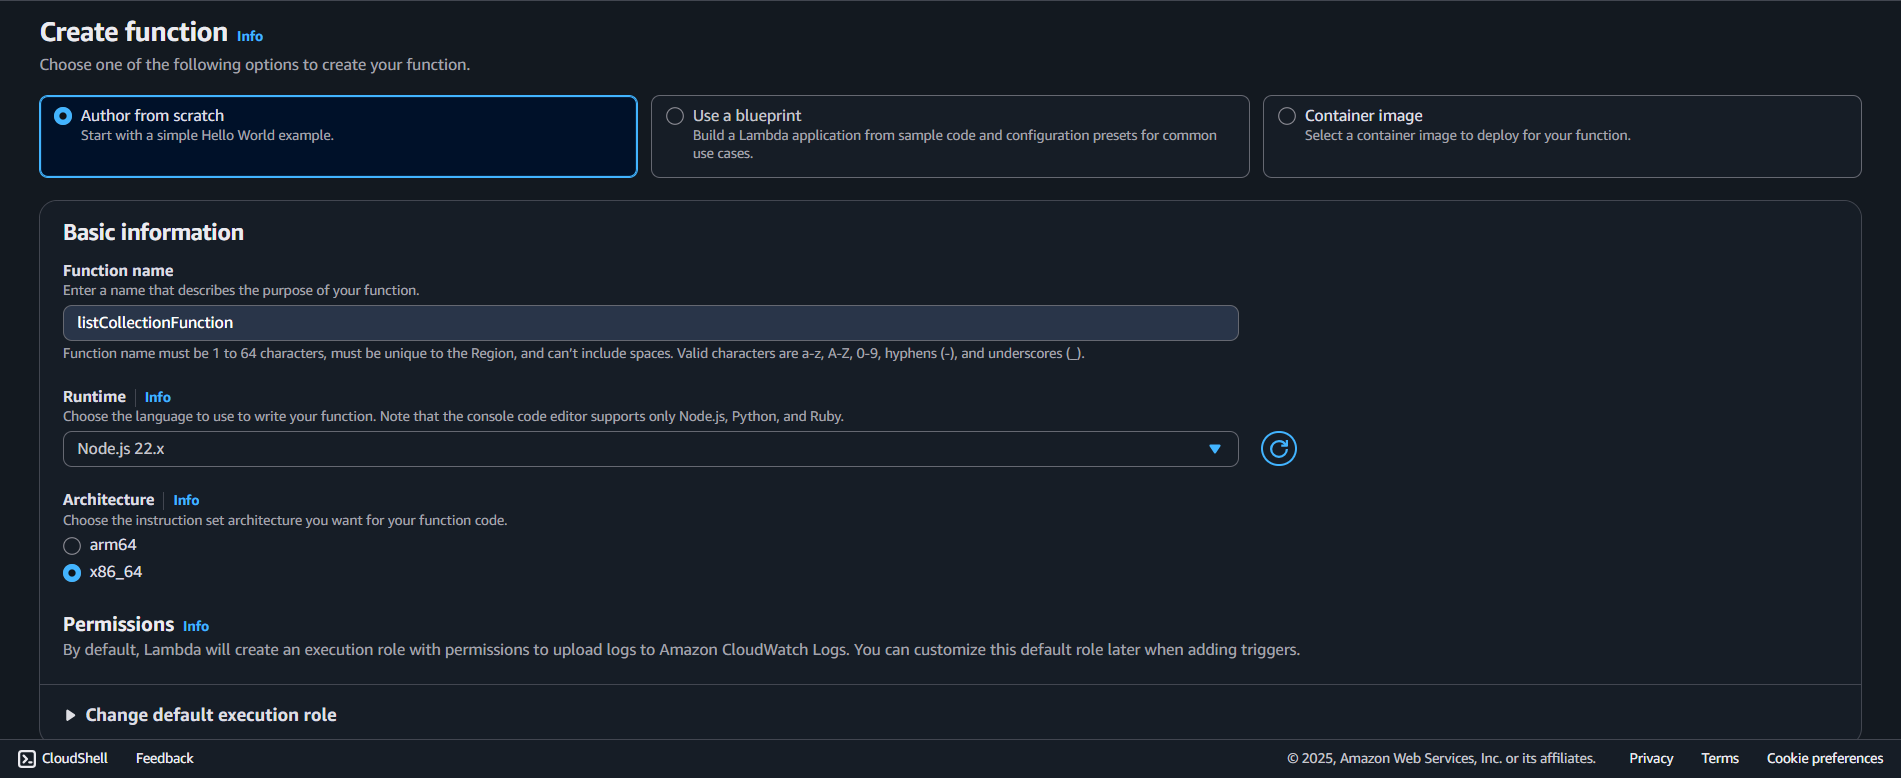 Create function Info
Choose one of the following options to create your function.
Author from scratch
Start with a simple Hello World example.
Use a blueprint
Build a Lambda application from sample code and configuration presets for common
use cases.
Container image
Select a container image to deploy for your function.
Basic information
Function name
Enter a name that describes the purpose of your function.
listCollectionFunction
Function name must be 1 to 64 characters, must be unique to the Region, and can’t include spaces. Valid characters are a-z, A-Z, 0-9, hyphens (-), and underscores (_).
Runtime Info
Choose the language to use to write your function. Note that the console code editor supports only Node.js, Python, and Ruby.
Node.js 22.x
Architecture Info
Choose the instruction set architecture you want for your function code.
arm64
x86_64
Permissions Info
By default, Lambda will create an execution role with permissions to upload logs to Amazon CloudWatch Logs. You can customize this default role later when adding triggers.
Change default execution role
CloudShell Feedback © 2025, Amazon Web Services, Inc. or its affiliates. Privacy Terms Cookie preferences